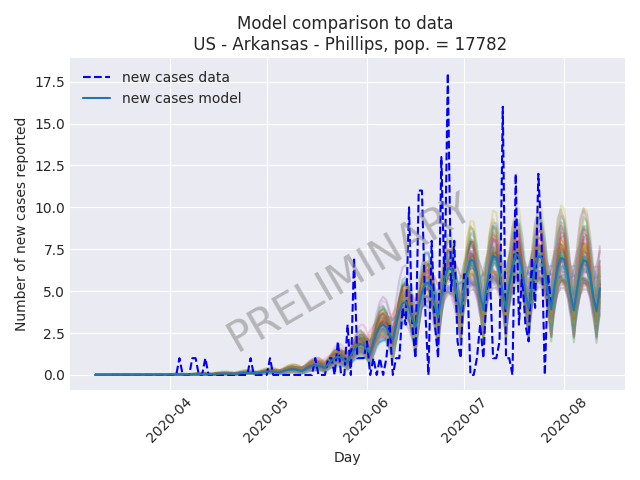 Model comparison to data
US - Arkansas - Phillips, pop. = 17782
new cases data
new cases model
PRELIMINARY
Number of new cases reported
17.5
15.0
12.5
10.0
7.5
5.0
2.5
0.0
2020-04
2020-05
2020-06
2020-07
2020-08
Day